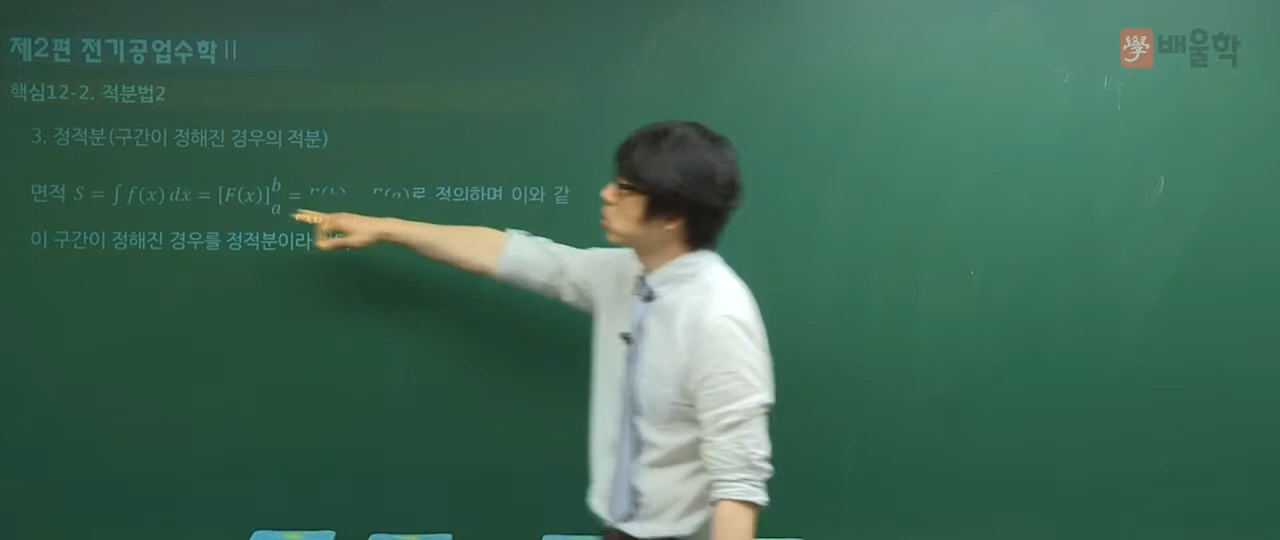 제2편 전기공업수학 II
學 배울학
핵심12-2. 적분법2
3. 정적분(구간이 정해진 경우의 적분)
면적 S = ∫ f(x) dx = [F(x)]ᵇₐ = F(b) - F(a)로 정의하며 이와 같
이 구간이 정해진 경우를 정적분이라